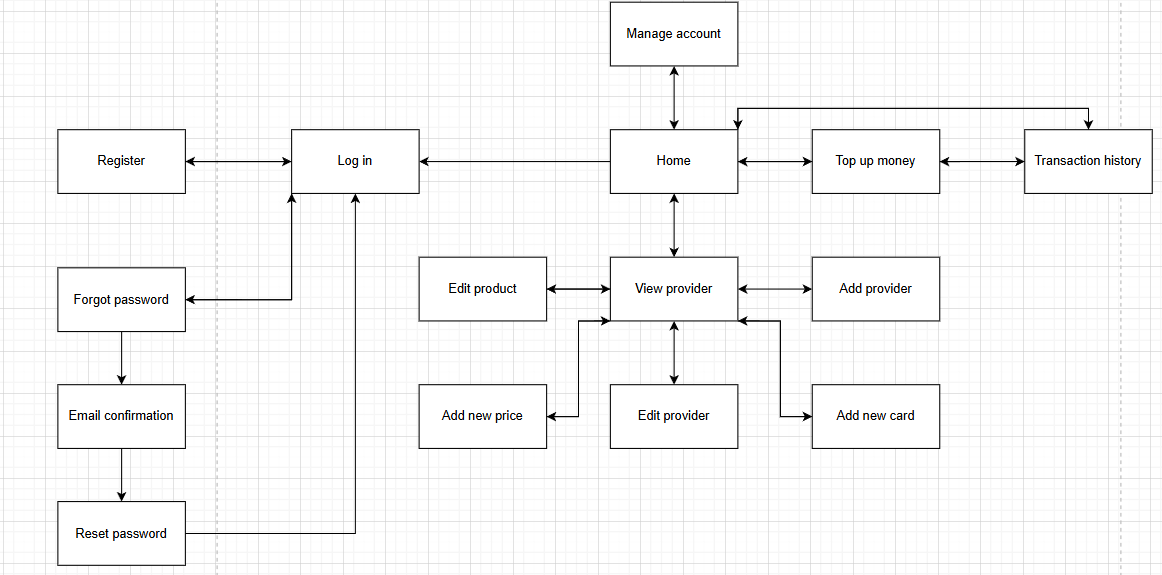 Manage account
Register
Log in
Home
Top up money
Transaction history
Forgot password
Edit product
View provider
Add provider
Email confirmation
Add new price
Edit provider
Add new card
Reset password